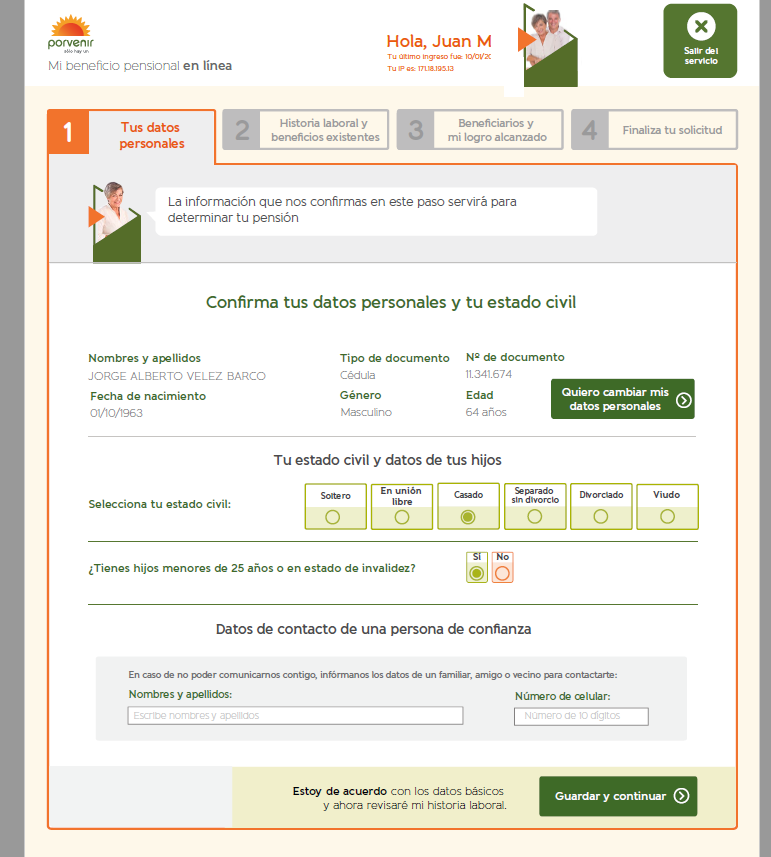 porvenir
sólo hay un
Mi beneficio pensional en línea
Hola, Juan M
Tu último ingreso fue: 10/01/20
Tu IP es: 171.18.195.13
Salir del
servicio
1
Tus datos
personales
2
Historia laboral y
beneficios existentes
3
Beneficiarios y
mi logro alcanzado
4
Finaliza tu solicitud
La información que nos confirmas en este paso servirá para
determinar tu pensión
Confirma tus datos personales y tu estado civil
Nombres y apellidos
JORGE ALBERTO VELEZ BARCO
Tipo de documento
Cédula
Nº de documento
11.341.674
Fecha de nacimiento
01/10/1963
Género
Masculino
Edad
64 años
Quiero cambiar mis
datos personales
Tu estado civil y datos de tus hijos
Selecciona tu estado civil:
Soltero
En unión
libre
Casado
Separado
sin divorcio
Divorciado
Viudo
¿Tienes hijos menores de 25 años o en estado de invalidez?
Sí
No
Datos de contacto de una persona de confianza
En caso de no poder comunicarnos contigo, infórmanos los datos de un familiar, amigo o vecino para contactarte:
Nombres y apellidos:
Escribe nombres y apellidos
Número de celular:
Número de 10 dígitos
Estoy de acuerdo con los datos básicos
y ahora revisaré mi historia laboral.
Guardar y continuar